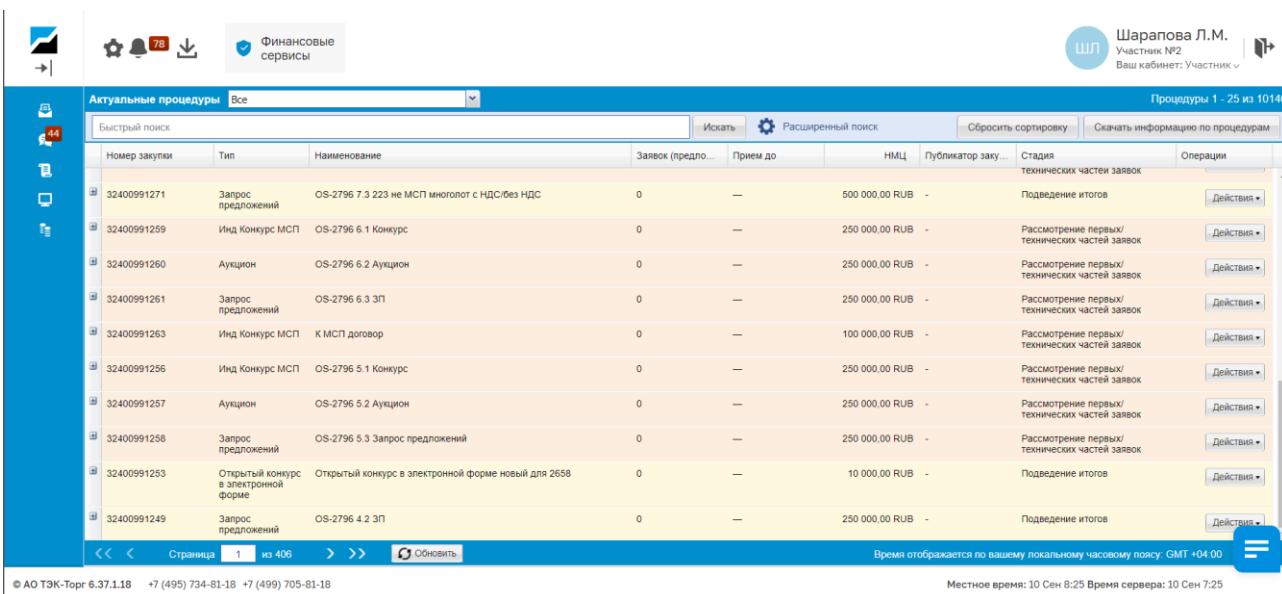 78
Финансовые
сервисы
ШЛ
Шарапова Л.М.
Участник №2
Ваш кабинет: Участник
44
Актуальные процедуры Все Процедуры 1 - 25 из 10140
Быстрый поиск Искать Расширенный поиск Сбросить сортировку Скачать информацию по процедурам
Номер закупки Тип Наименование Заявок (предло... Прием до НМЦ Публикатор заку... Стадия Операции
технических частей заявок
32400991271 Запрос OS-2796 7.3 223 не МСП многолот с НДС/без НДС 0 — 500 000,00 RUB - Подведение итогов Действия
предложений
32400991259 Инд Конкурс МСП OS-2796 6.1 Конкурс 0 — 250 000,00 RUB - Рассмотрение первых/ Действия
технических частей заявок
32400991260 Аукцион OS-2796 6.2 Аукцион 0 — 250 000,00 RUB - Рассмотрение первых/ Действия
технических частей заявок
32400991261 Запрос OS-2796 6.3 ЗП 0 — 250 000,00 RUB - Рассмотрение первых/ Действия
предложений технических частей заявок
32400991263 Инд Конкурс МСП К МСП договор 0 — 100 000,00 RUB - Рассмотрение первых/ Действия
технических частей заявок
32400991256 Инд Конкурс МСП OS-2796 5.1 Конкурс 0 — 250 000,00 RUB - Рассмотрение первых/ Действия
технических частей заявок
32400991257 Аукцион OS-2796 5.2 Аукцион 0 — 250 000,00 RUB - Рассмотрение первых/ Действия
технических частей заявок
32400991258 Запрос OS-2796 5.3 Запрос предложений 0 — 250 000,00 RUB - Рассмотрение первых/ Действия
предложений технических частей заявок
32400991253 Открытый конкурс Открытый конкурс в электронной форме новый для 2658 0 — 10 000,00 RUB - Подведение итогов Действия
в электронной
форме
32400991249 Запрос OS-2796 4.2 ЗП 0 — 250 000,00 RUB - Подведение итогов Действия
предложений
<< < Страница 1 из 406 > >> Обновить Время отображается по вашему локальному часовому поясу: GMT +04:00
© АО ТЭК-Торг 6.37.1.18 +7 (495) 734-81-18 +7 (499) 705-81-18 Местное время: 10 Сен 8:25 Время сервера: 10 Сен 7:25